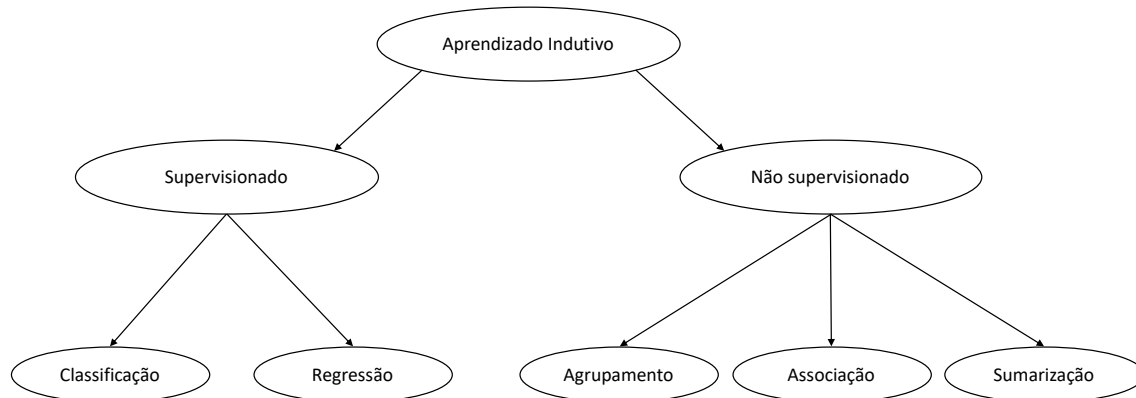 Aprendizado Indutivo
Supervisionado
Não supervisionado
Classificação
Regressão
Agrupamento
Associação
Sumarização